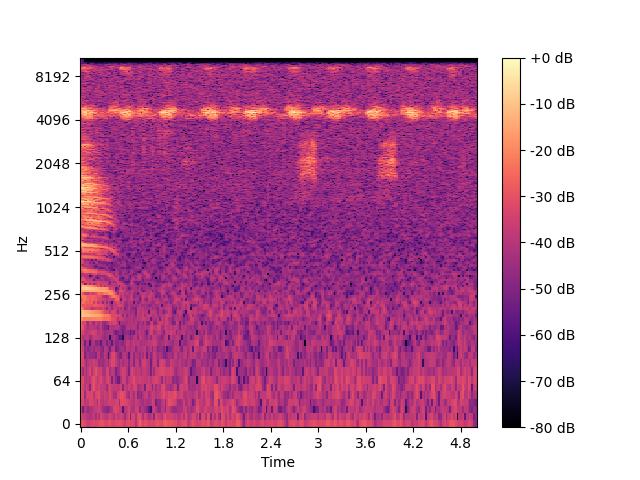 8192
4096
2048
1024
512
256
128
64
0
Hz
0 0.6 1.2 1.8 2.4 3 3.6 4.2 4.8
Time
+0 dB
-10 dB
-20 dB
-30 dB
-40 dB
-50 dB
-60 dB
-70 dB
-80 dB